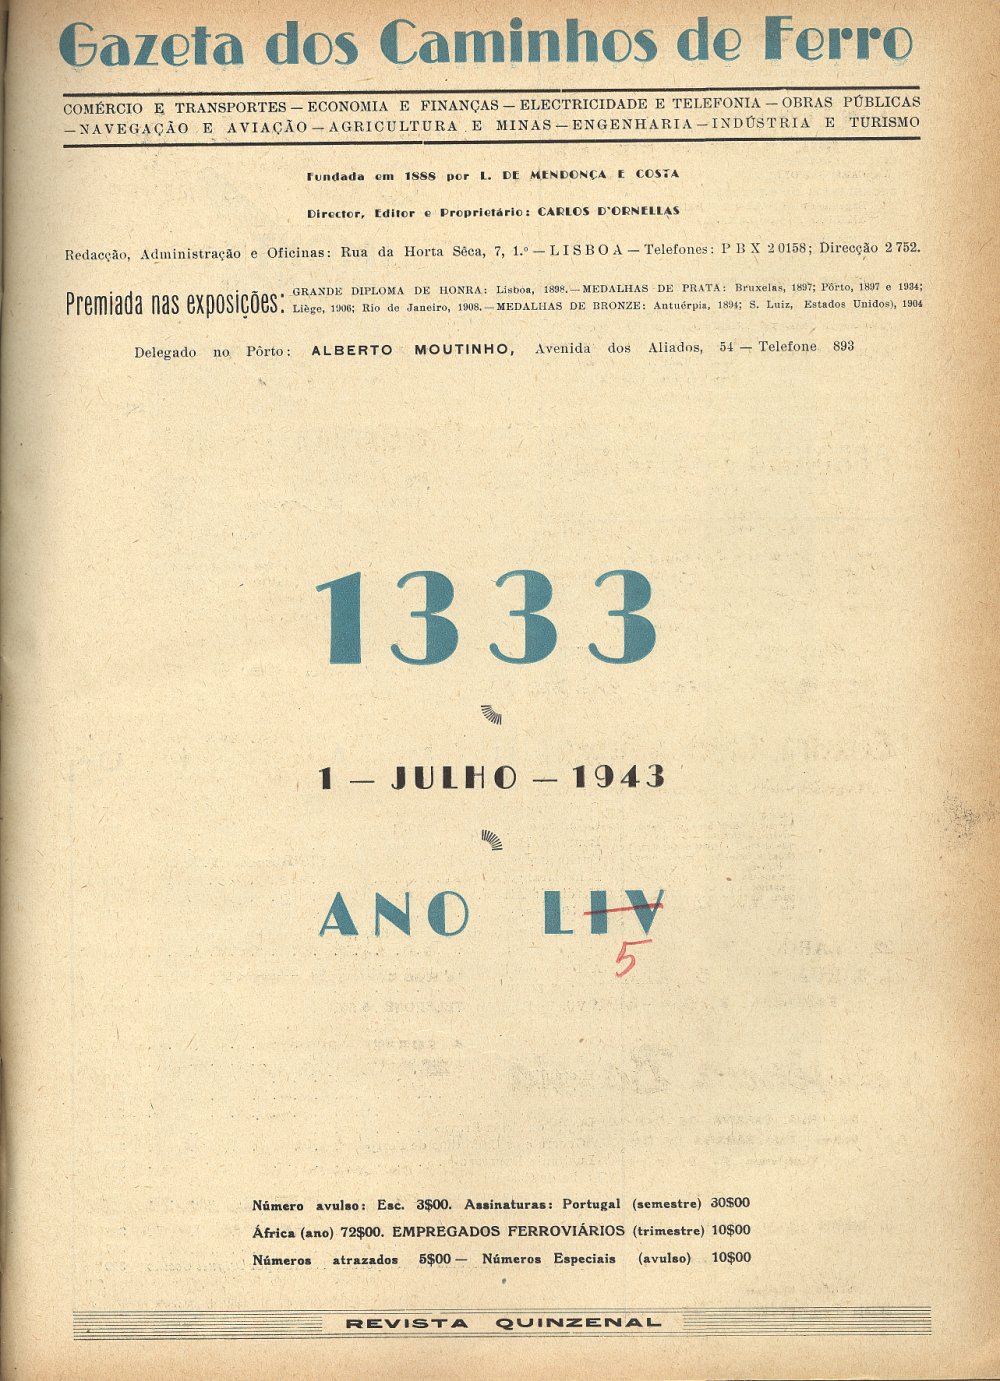 Gazeta dos Caminhos de Ferro
COMÉRCIO E TRANSPORTES — ECONOMIA E FINANÇAS — ELECTRICIDADE E TELEFONIA — OBRAS PÚBLICAS
— NAVEGAÇÃO E AVIAÇÃO — AGRICULTURA E MINAS — ENGENHARIA — INDÚSTRIA E TURISMO
Fundada em 1888 por L. DE MENDONÇA E COSTA
Director, Editor e Proprietário: CARLOS D'ORNELLAS
Redacção, Administração e Oficinas: Rua da Horta Sêca, 7, 1.º — LISBOA — Telefones: PBX 20158; Direcção 2752.
Premiada nas exposições: GRANDE DIPLOMA DE HONRA: Lisboa, 1898. — MEDALHAS DE PRATA: Bruxelas, 1897; Pôrto, 1897 e 1934;
Liège, 1906; Rio de Janeiro, 1908. — MEDALHAS DE BRONZE: Antuérpia, 1894; S. Luiz, Estados Unidos), 1904
Delegado no Pôrto: ALBERTO MOUTINHO, Avenida dos Aliados, 54 — Telefone 893
1333
1 — JULHO — 1943
ANO LIV
5
Número avulso: Esc. 3$00. Assinaturas: Portugal (semestre) 30$00
África (ano) 72$00. EMPREGADOS FERROVIÁRIOS (trimestre) 10$00
Números atrazados 5$00 — Números Especiais (avulso) 10$00
REVISTA QUINZENAL